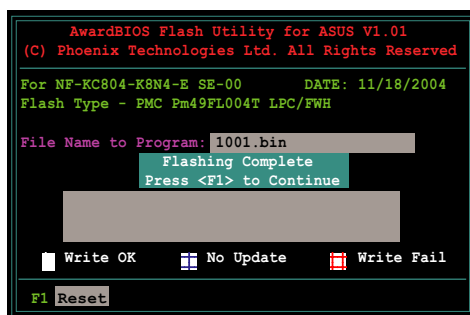 AwardBIOS Flash Utility for ASUS V1.01
(C) Phoenix Technologies Ltd. All Rights Reserved
For NF-KC804-K8N4-E SE-00 DATE: 11/18/2004
Flash Type - PMC Pm49FL004T LPC/FWH
File Name to Program: 1001.bin
Flashing Complete
Press <F1> to Continue
Write OK No Update Write Fail
F1 Reset